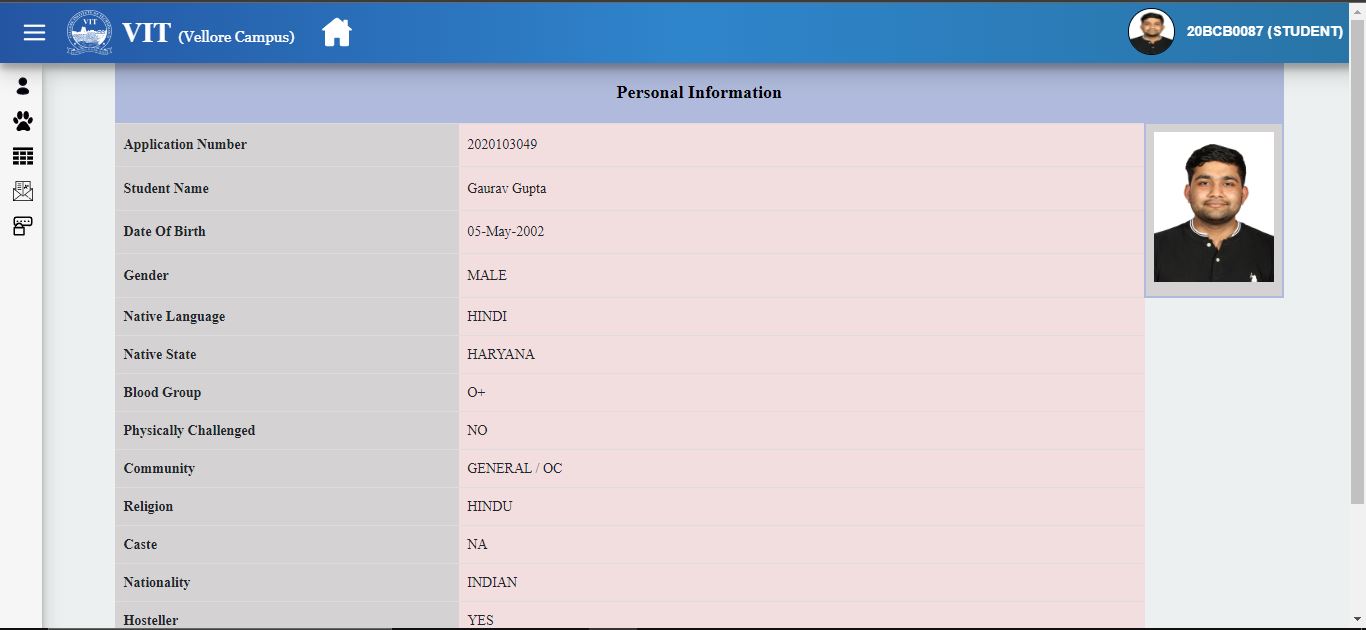 VIT (Vellore Campus) 20BCB0087 (STUDENT)
Personal Information
Application Number 2020103049
Student Name Gaurav Gupta
Date Of Birth 05-May-2002
Gender MALE
Native Language HINDI
Native State HARYANA
Blood Group O+
Physically Challenged NO
Community GENERAL / OC
Religion HINDU
Caste NA
Nationality INDIAN
Hosteller YES